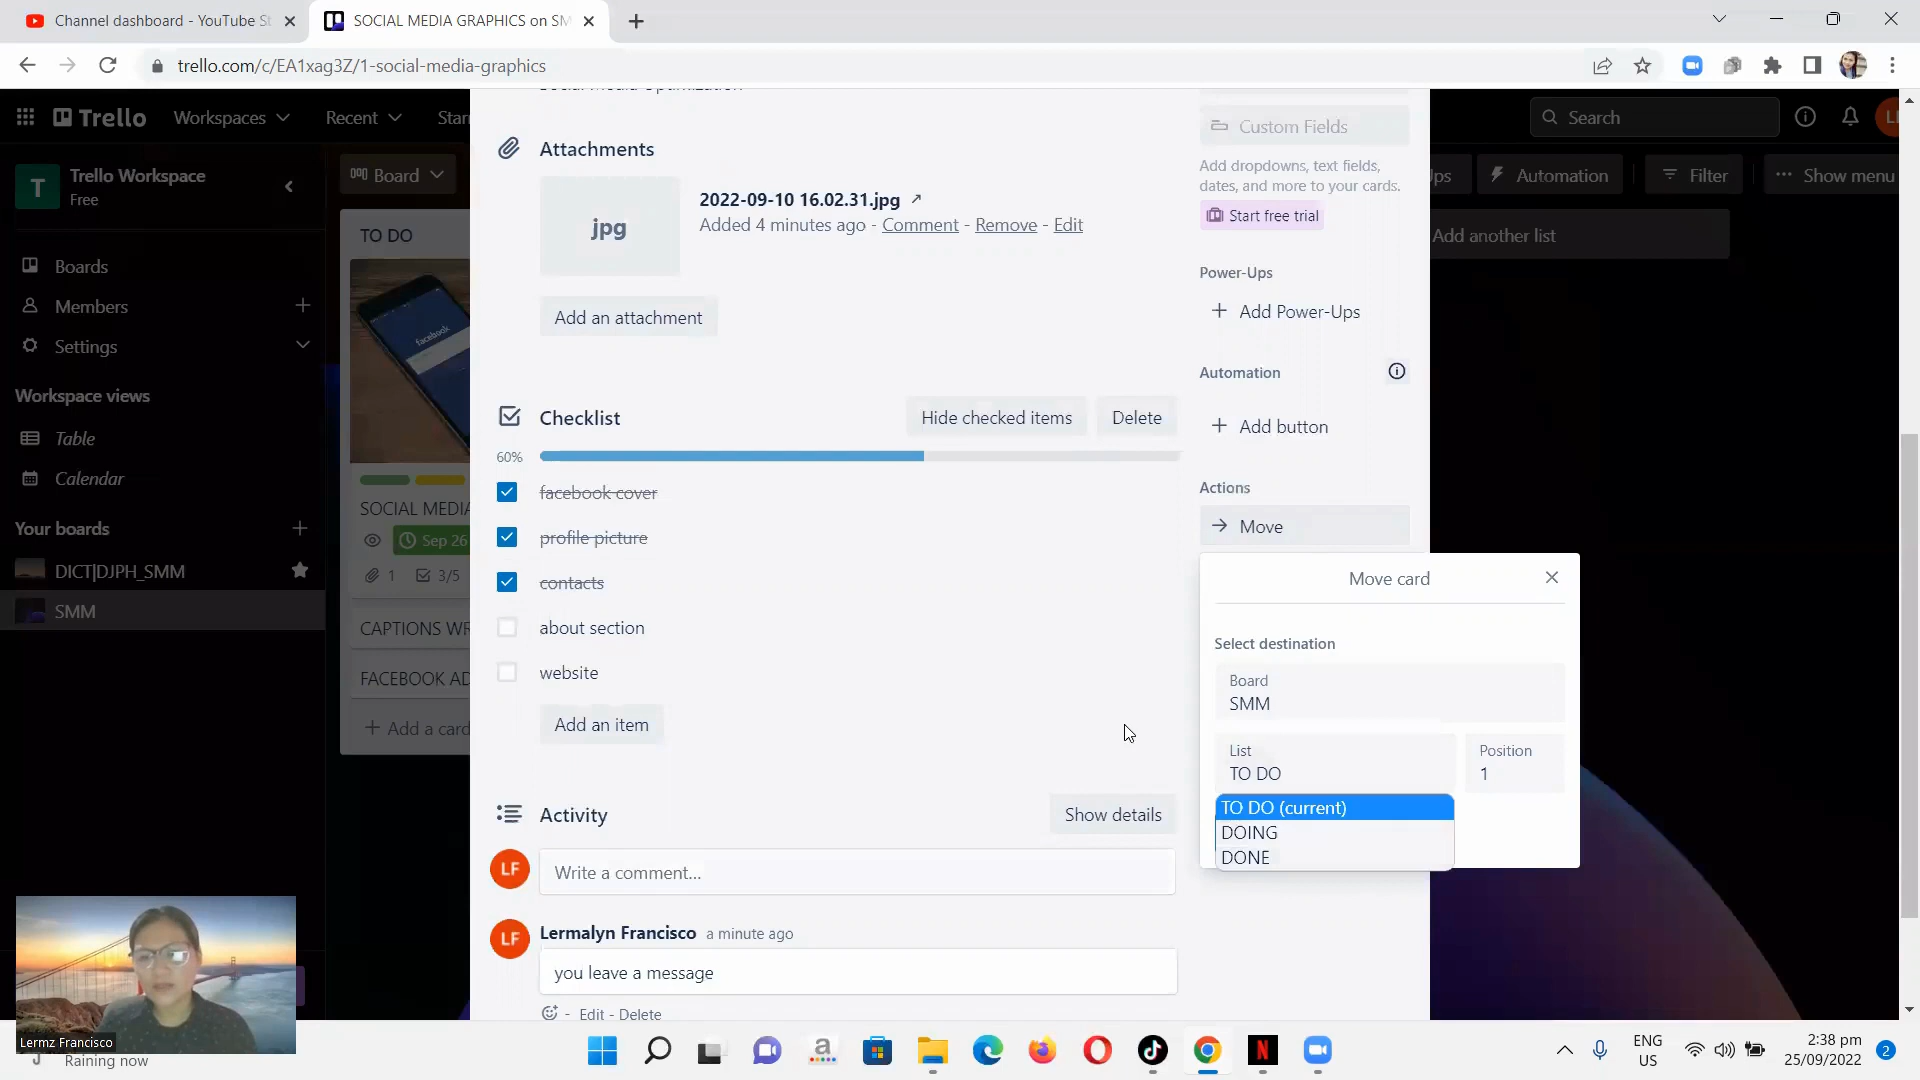 Channel dashboard - YouTube St
SOCIAL MEDIA GRAPHICS on SM
trello.com/c/EA1xag3Z/1-social-media-graphics
Trello
Workspaces
Recent
Starr
Search
Trello Workspace
Free
T
Boards
Members
Settings
Workspace views
Table
Calendar
Your boards
DICT|DJPH_SMM
SMM
Board
Automation
Filter
Show menu
TO DO
facebook
SOCIAL MEDIA
Sep 26
1
3/5
CAPTIONS WR
FACEBOOK AD
+ Add a card
Add another list
Social Media Optimization
Attachments
jpg
2022-09-10 16.02.31.jpg ↗
Added 4 minutes ago - Comment - Remove - Edit
Add an attachment
Checklist
Hide checked items
Delete
60%
facebook cover
profile picture
contacts
about section
website
Add an item
Activity
Show details
LF
Write a comment...
LF
Lermalyn Francisco a minute ago
you leave a message
- Edit - Delete
Custom Fields
Add dropdowns, text fields,
dates, and more to your cards.
Start free trial
Power-Ups
+ Add Power-Ups
Automation
+ Add button
Actions
→ Move
Move card
Select destination
Board
SMM
List
TO DO
Position
1
TO DO (current)
DOING
DONE
Lermz Francisco
Raining now
ENG
US
2:38 pm
25/09/2022
2